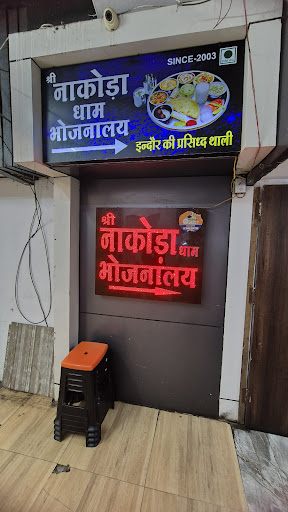 SINCE-2003
श्री
नाकोड़ा
धाम
भोजनालय
इन्दौर की प्रसिध्द थाली
श्री
नाकोडा धाम
भोजनालय